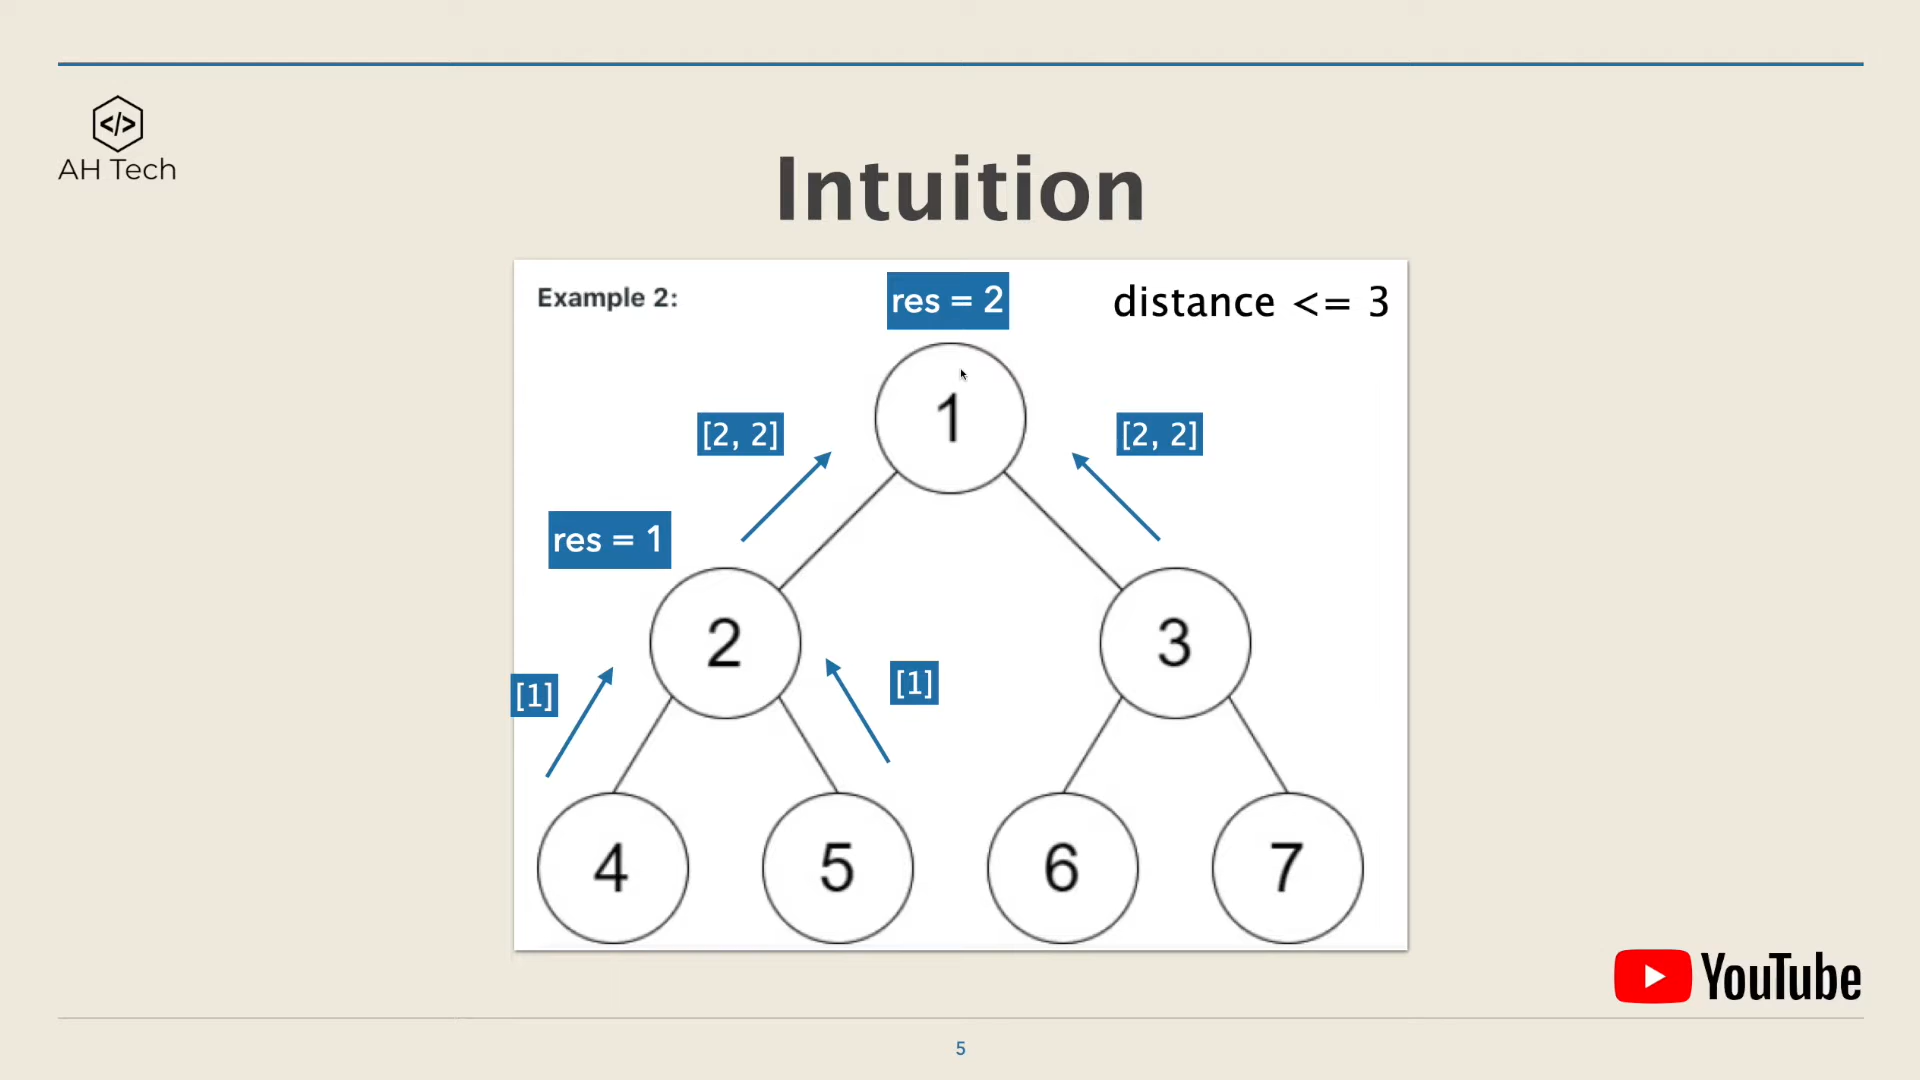 </>
AH Tech
Intuition
Example 2:
res = 2
distance <= 3
1
[2, 2]
[2, 2]
res = 1
2
3
[1]
[1]
4
5
6
7
YouTube
5